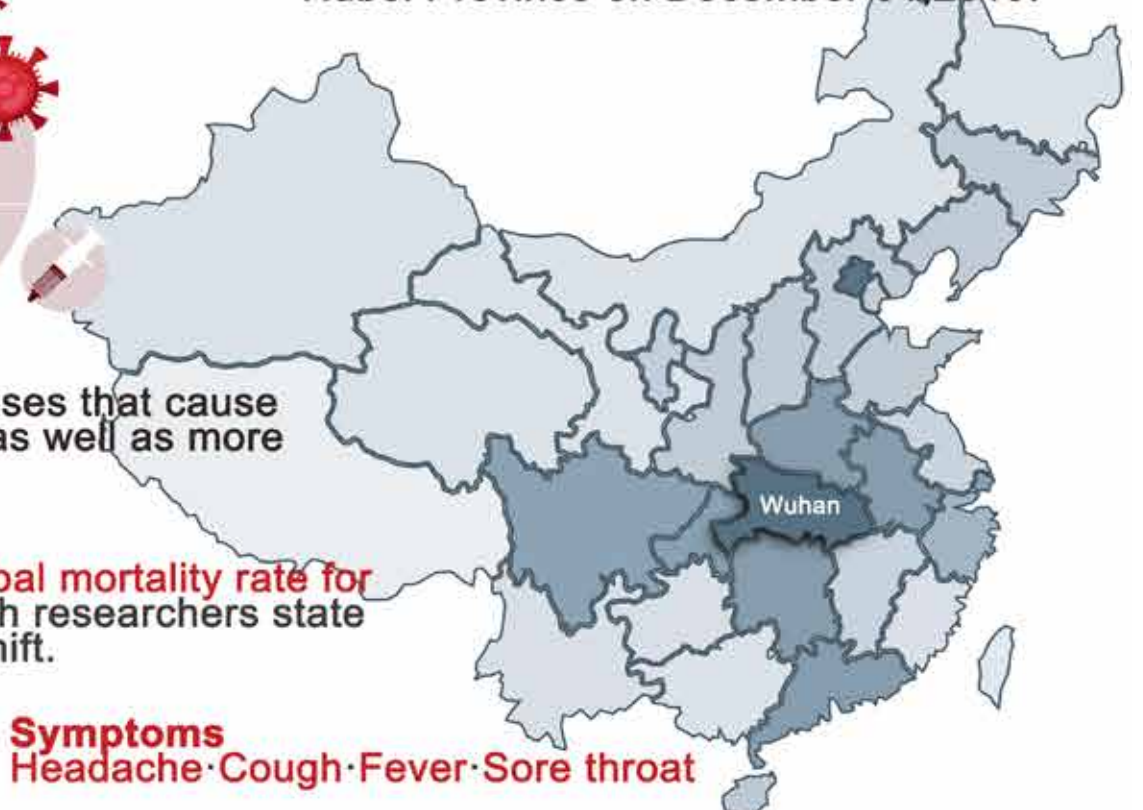 ses that cause
as well as more
Wuhan
bal mortality rate for
h researchers state
hift.
Symptoms
Headache·Cough·Fever·Sore throat